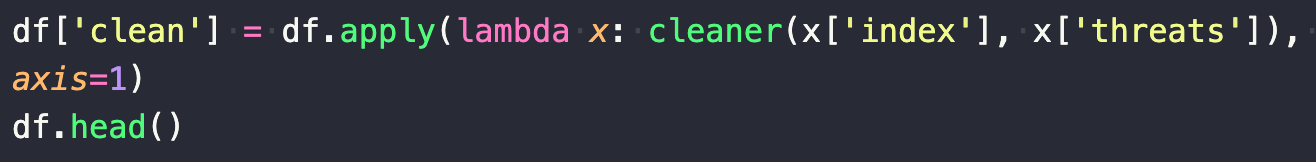 df['clean'] = df.apply(lambda x: cleaner(x['index'], x['threats']),
axis=1)
df.head()